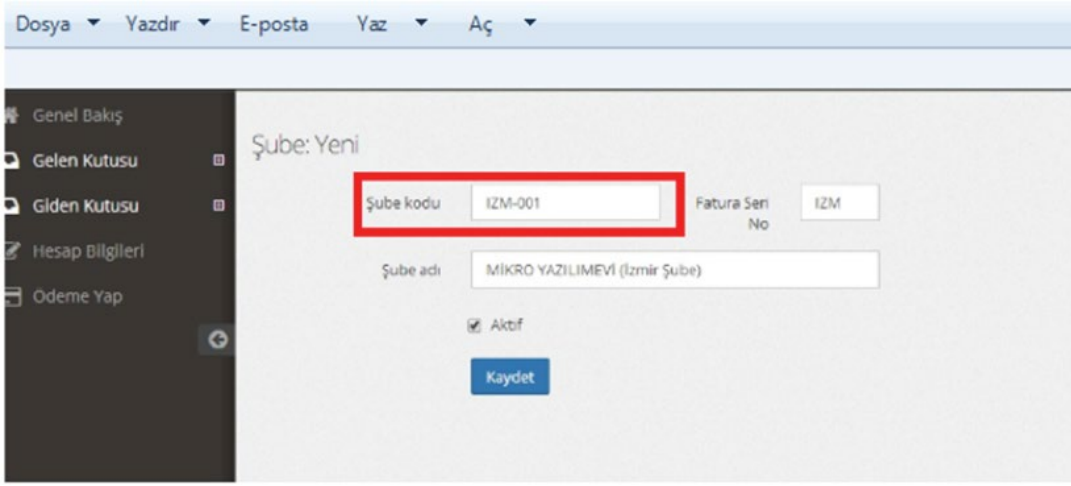 Dosya Yazdır E-posta Yaz Aç
Genel Bakış
Gelen Kutusu
Giden Kutusu
Hesap Bilgileri
Ödeme Yap
Şube: Yeni
Şube kodu IZM-001
Fatura Seri No IZM
Şube adı MİKRO YAZILIMEVİ (İzmir Şube)
Aktif
Kaydet